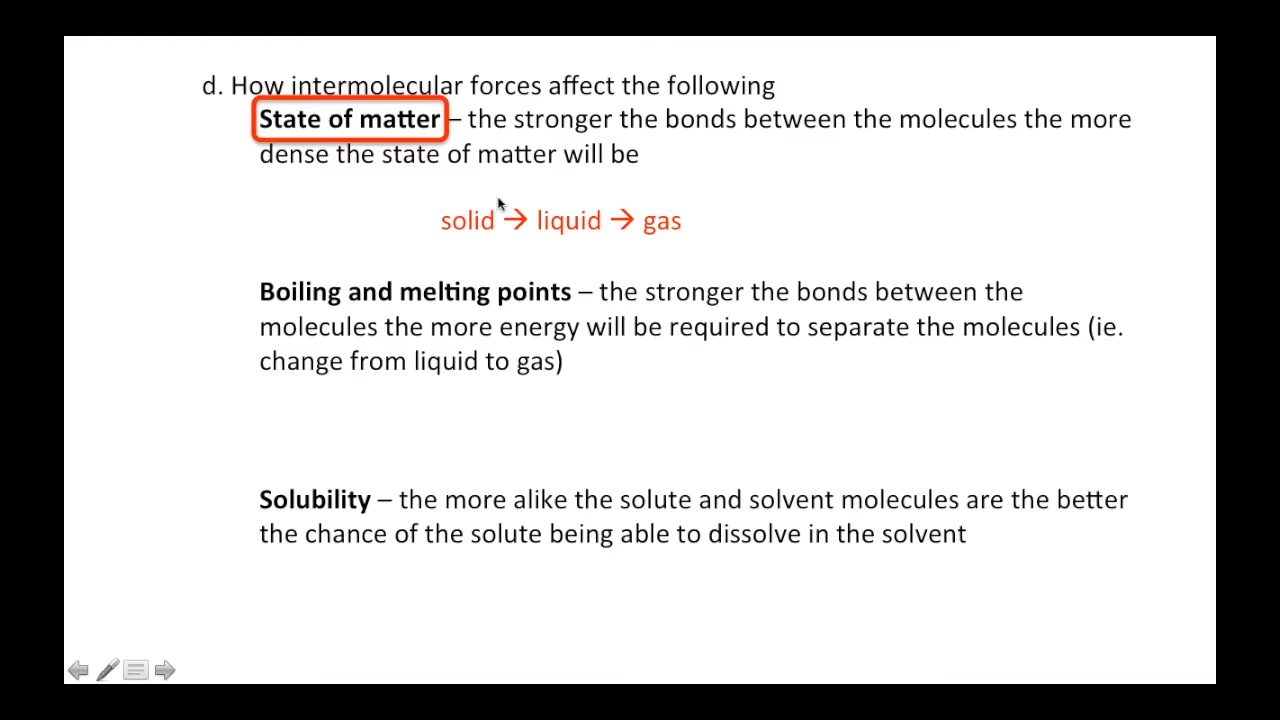 d. How intermolecular forces affect the following
State of matter – the stronger the bonds between the molecules the more
dense the state of matter will be
solid → liquid → gas
Boiling and melting points – the stronger the bonds between the
molecules the more energy will be required to separate the molecules (ie.
change from liquid to gas)
Solubility – the more alike the solute and solvent molecules are the better
the chance of the solute being able to dissolve in the solvent